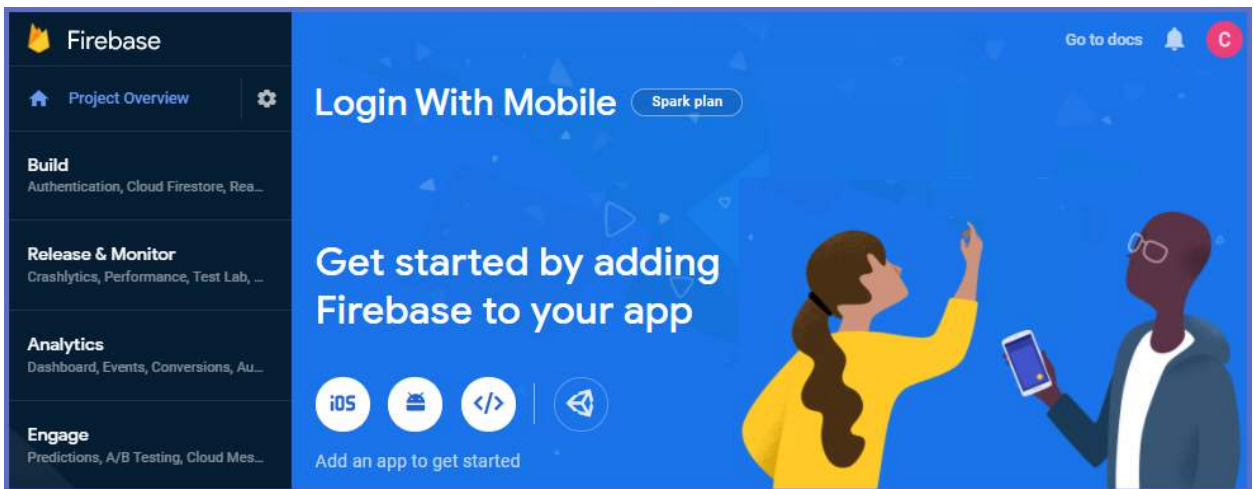 Firebase
Go to docs
C
Project Overview
Login With Mobile
Spark plan
Build
Authentication, Cloud Firestore, Rea...
Release & Monitor
Crashlytics, Performance, Test Lab, ...
Get started by adding
Firebase to your app
Analytics
Dashboard, Events, Conversions, Au...
iOS
</>
Engage
Predictions, A/B Testing, Cloud Mes...
Add an app to get started